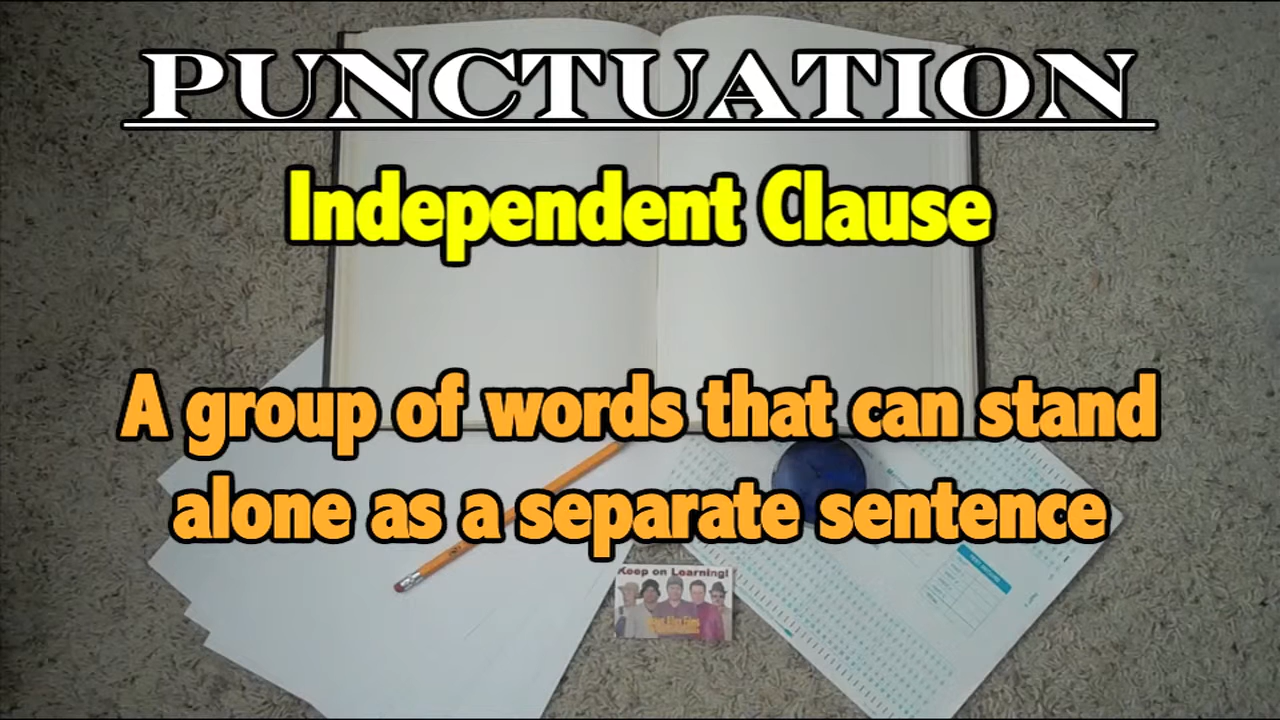 PUNCTUATION
Independent Clause
A group of words that can stand
alone as a separate sentence
Keep on Learning!